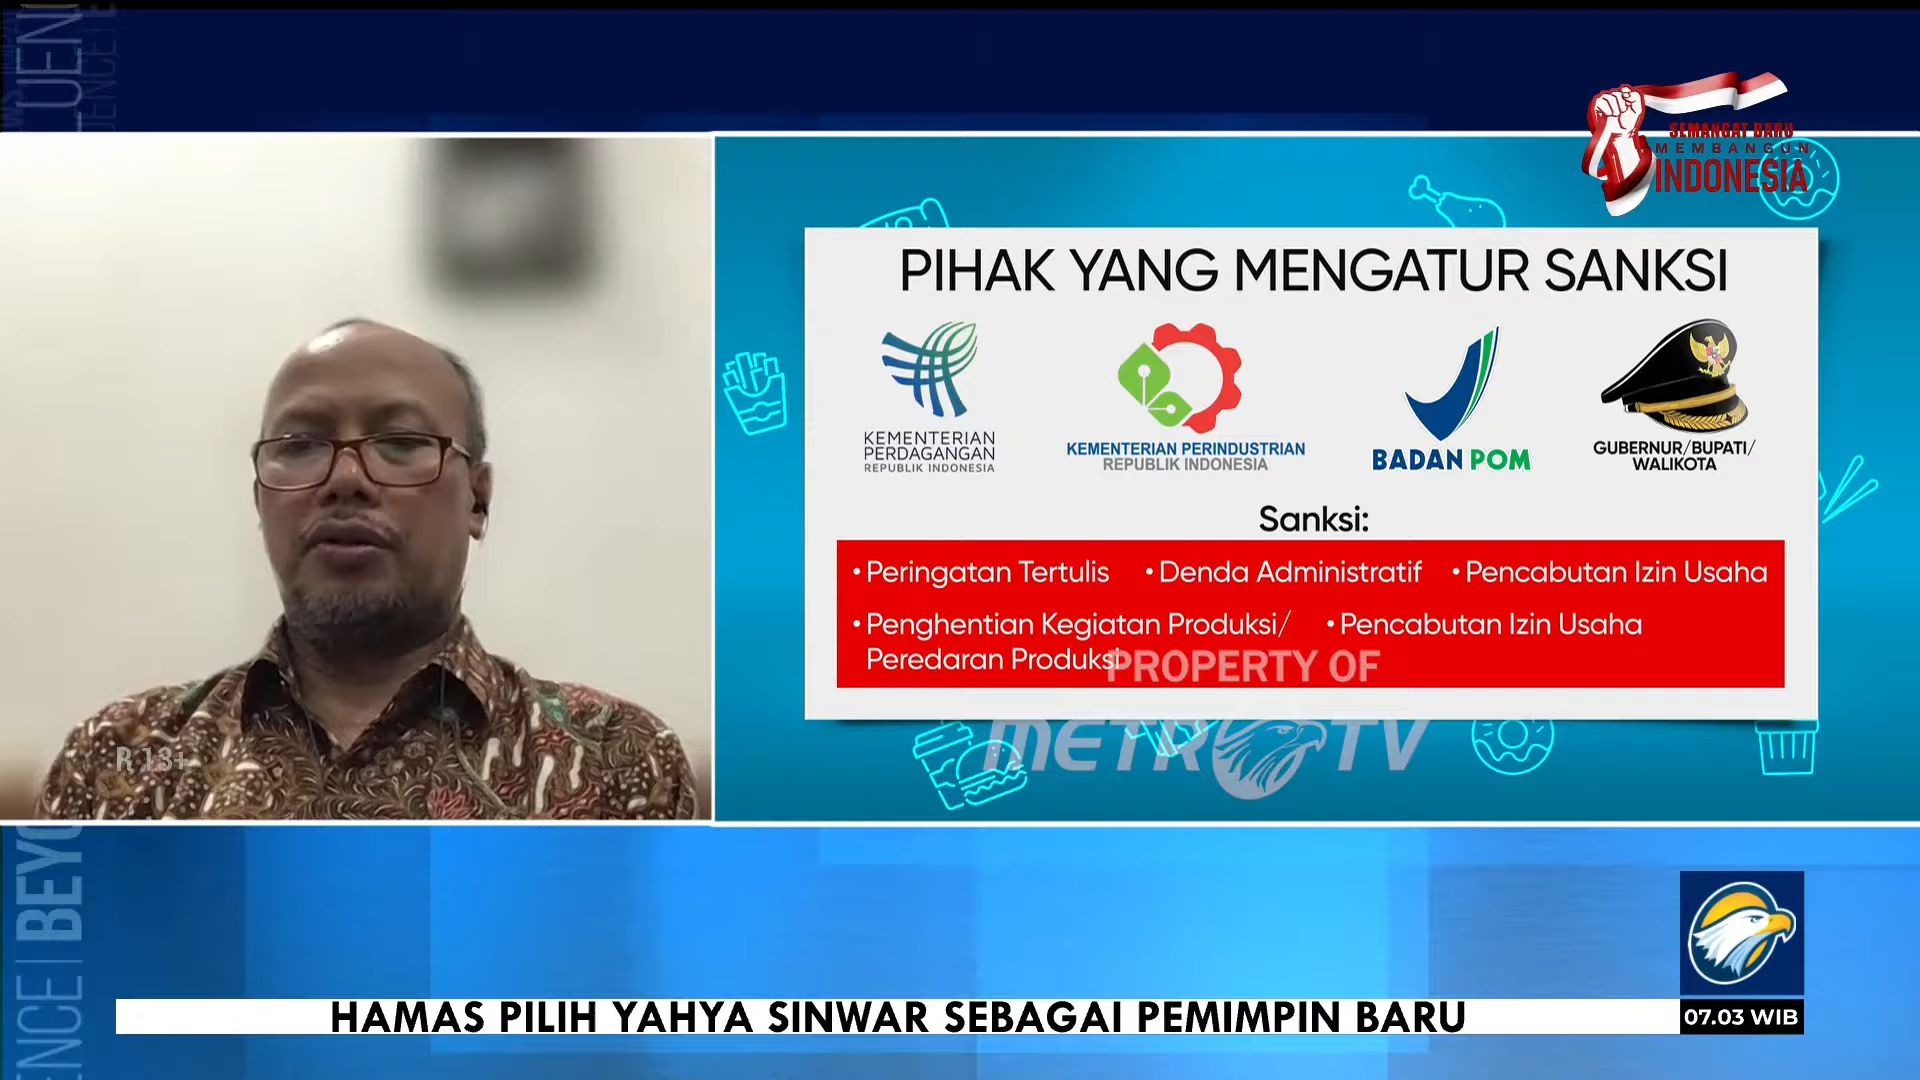 SEMANGAT BARU
MEMBANGUN
INDONESIA
PIHAK YANG MENGATUR SANKSI
KEMENTERIAN
PERDAGANGAN
REPUBLIK INDONESIA
KEMENTERIAN PERINDUSTRIAN
REPUBLIK INDONESIA
BADAN POM
GUBERNUR/BUPATI/
WALIKOTA
Sanksi:
• Peringatan Tertulis • Denda Administratif • Pencabutan Izin Usaha
• Penghentian Kegiatan Produksi/ • Pencabutan Izin Usaha
Peredaran Produksi
PROPERTY OF
METRO TV
R 13+
ENCE | BEYO
HAMAS PILIH YAHYA SINWAR SEBAGAI PEMIMPIN BARU
07.03 WIB